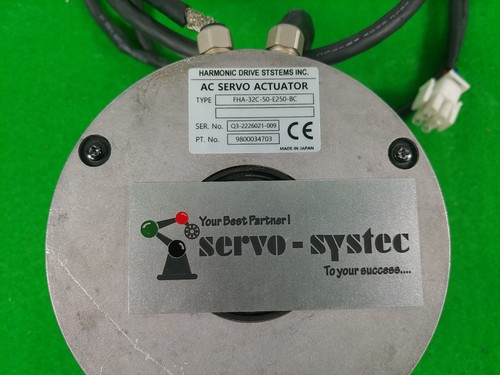 HARMONIC DRIVE STSTEMS INC.
AC SERVO ACTUATOR
TYPE FHA-32C-50-E250-BC
SER. No. Q3-2226021-009
PT. No. 9800034703
CE
MADE IN JAPAN
Your Best Partner!
servo - systec
To your success....